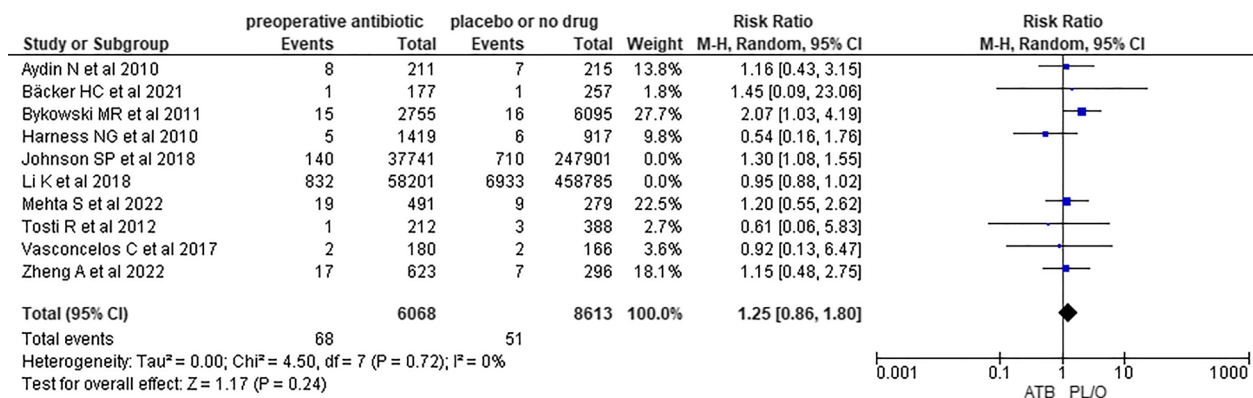 preoperative antibiotic placebo or no drug Risk Ratio Risk Ratio
Study or Subgroup Events Total Events Total Weight M-H, Random, 95% CI M-H, Random, 95% CI
Aydin N et al 2010 8 211 7 215 13.8% 1.16 [0.43, 3.15]
Bäcker HC et al 2021 1 177 1 257 1.8% 1.45 [0.09, 23.06]
Bykowski MR et al 2011 15 2755 16 6095 27.7% 2.07 [1.03, 4.19]
Harness NG et al 2010 5 1419 6 917 9.8% 0.54 [0.16, 1.76]
Johnson SP et al 2018 140 37741 710 247901 0.0% 1.30 [1.08, 1.55]
Li K et al 2018 832 58201 6933 458785 0.0% 0.95 [0.88, 1.02]
Mehta S et al 2022 19 491 9 279 22.5% 1.20 [0.55, 2.62]
Tosti R et al 2012 1 212 3 388 2.7% 0.61 [0.06, 5.83]
Vasconcelos C et al 2017 2 180 2 166 3.6% 0.92 [0.13, 6.47]
Zheng A et al 2022 17 623 7 296 18.1% 1.15 [0.48, 2.75]
Total (95% CI) 6068 8613 100.0% 1.25 [0.86, 1.80]
Total events 68 51
Heterogeneity: Tau² = 0.00; Chi² = 4.50, df = 7 (P = 0.72); I² = 0%
Test for overall effect: Z = 1.17 (P = 0.24)
0.001 0.1 1 10 1000
ATB PL/O